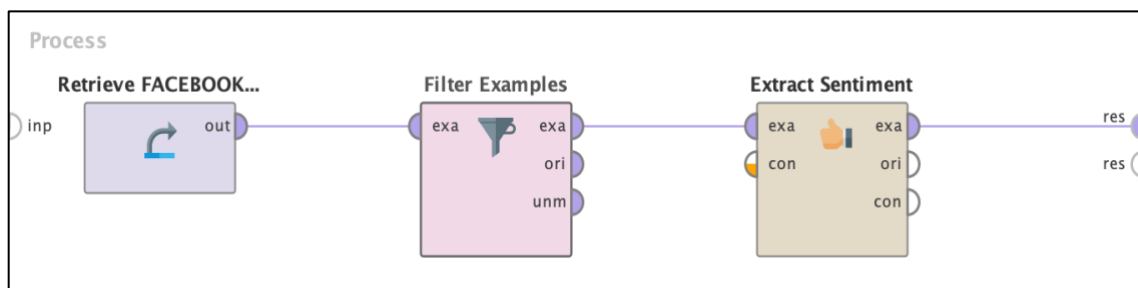 Process
Retrieve FACEBOOK...
Filter Examples
Extract Sentiment
inp
out
exa
exa
ori
unm
exa
con
exa
ori
con
res
res